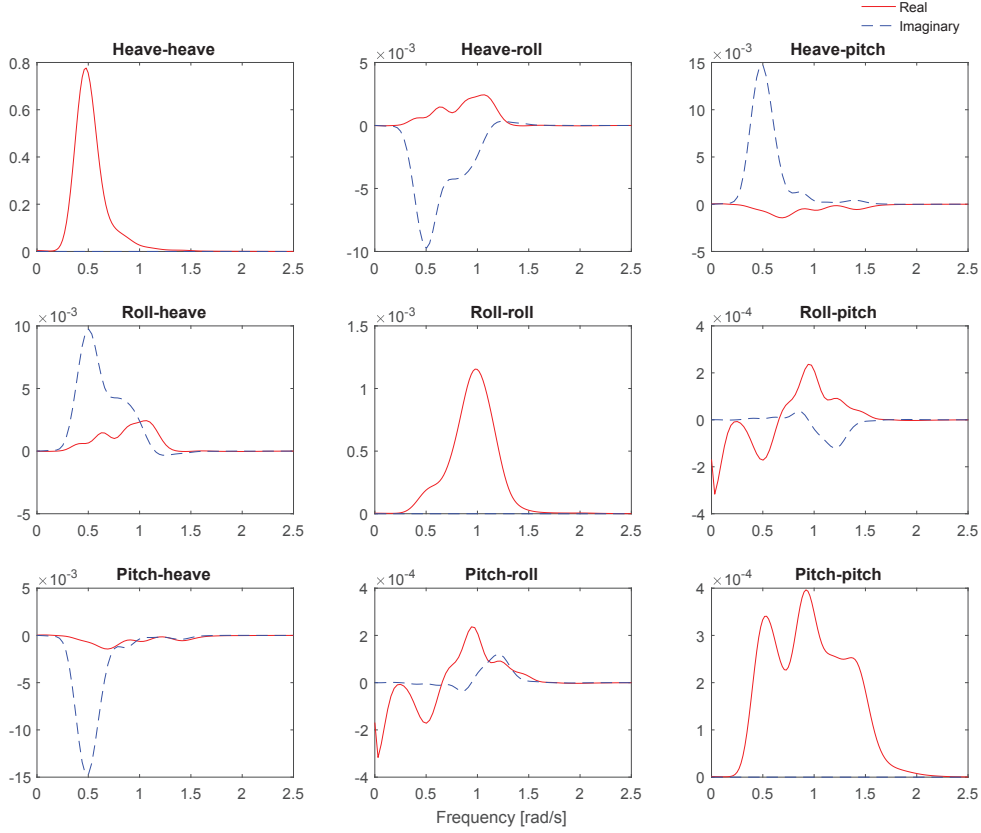 Real
Imaginary
Heave-heave
0.8
0.6
0.4
0.2
0
0 0.5 1 1.5 2 2.5
Heave-roll
×10⁻³
5
0
-5
-10
0 0.5 1 1.5 2 2.5
Heave-pitch
×10⁻³
15
10
5
0
-5
0 0.5 1 1.5 2 2.5
Roll-heave
×10⁻³
10
5
0
-5
0 0.5 1 1.5 2 2.5
Roll-roll
×10⁻³
1.5
1
0.5
0
0 0.5 1 1.5 2 2.5
Roll-pitch
×10⁻⁴
4
2
0
-2
-4
0 0.5 1 1.5 2 2.5
Pitch-heave
×10⁻³
5
0
-5
-10
-15
0 0.5 1 1.5 2 2.5
Pitch-roll
×10⁻⁴
4
2
0
-2
-4
0 0.5 1 1.5 2 2.5
Frequency [rad/s]
Pitch-pitch
×10⁻⁴
4
3
2
1
0
0 0.5 1 1.5 2 2.5